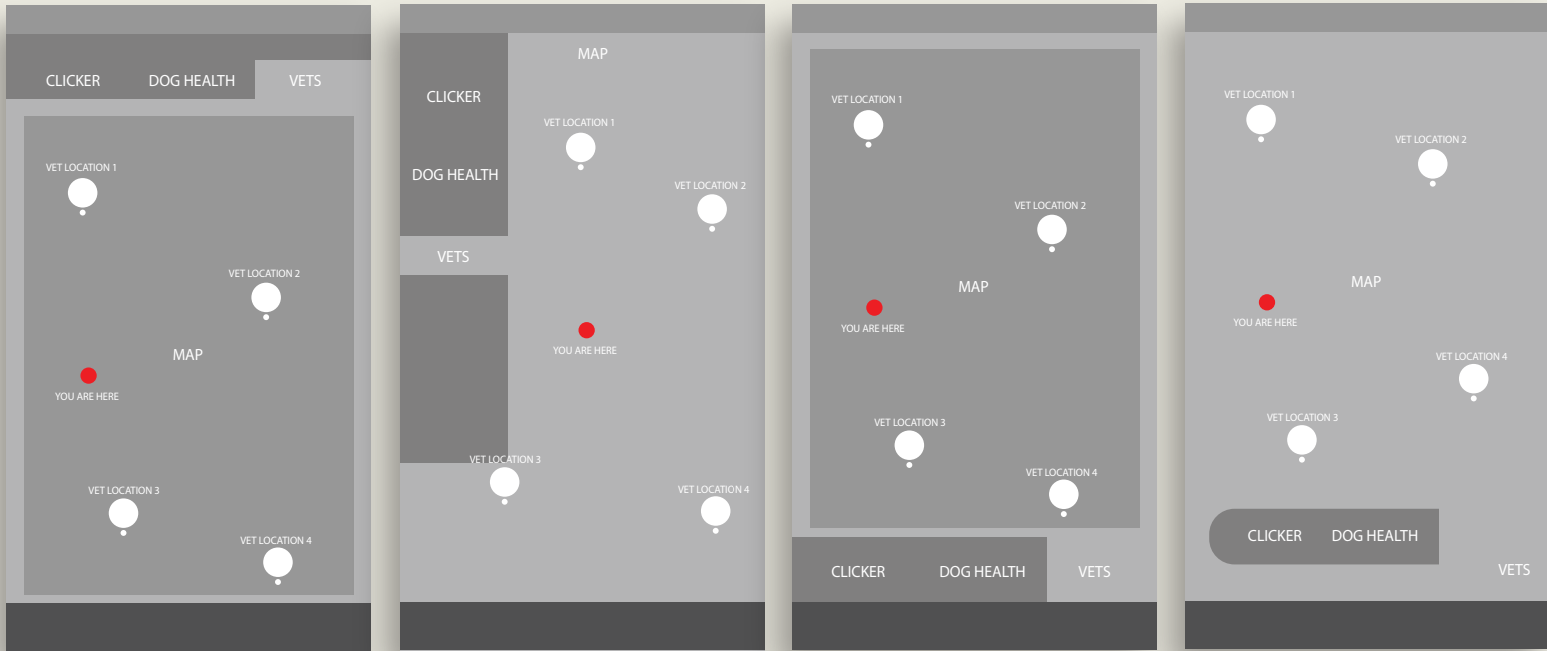 CLICKER DOG HEALTH VETS
VET LOCATION 1
VET LOCATION 2
MAP
YOU ARE HERE
VET LOCATION 3
VET LOCATION 4
MAP
CLICKER
VET LOCATION 1
DOG HEALTH
VET LOCATION 2
VETS
YOU ARE HERE
VET LOCATION 3
VET LOCATION 4
VET LOCATION 1
VET LOCATION 2
MAP
YOU ARE HERE
VET LOCATION 3
VET LOCATION 4
CLICKER DOG HEALTH VETS
VET LOCATION 1
VET LOCATION 2
MAP
YOU ARE HERE
VET LOCATION 4
VET LOCATION 3
CLICKER DOG HEALTH
VETS